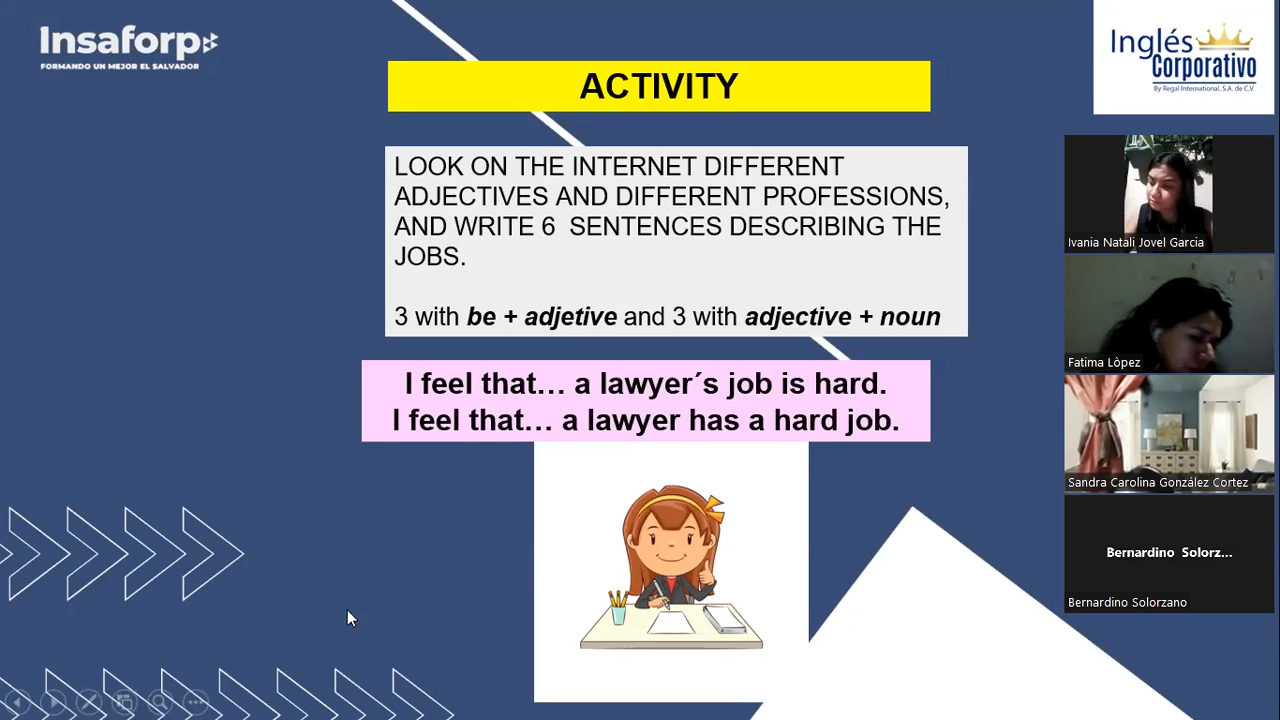 Insaforp
FORMANDO UN MEJOR EL SALVADOR
ACTIVITY
Inglés
Corporativo
By Regal International, S.A. de C.V.
LOOK ON THE INTERNET DIFFERENT
ADJECTIVES AND DIFFERENT PROFESSIONS,
AND WRITE 6 SENTENCES DESCRIBING THE
JOBS.
3 with be + adjetive and 3 with adjective + noun
I feel that… a lawyer´s job is hard.
I feel that… a lawyer has a hard job.
Ivania Natali Jovel Garcia
Fatima Lòpez
Sandra Carolina González Cortez
Bernardino Solorz...
Bernardino Solorzano